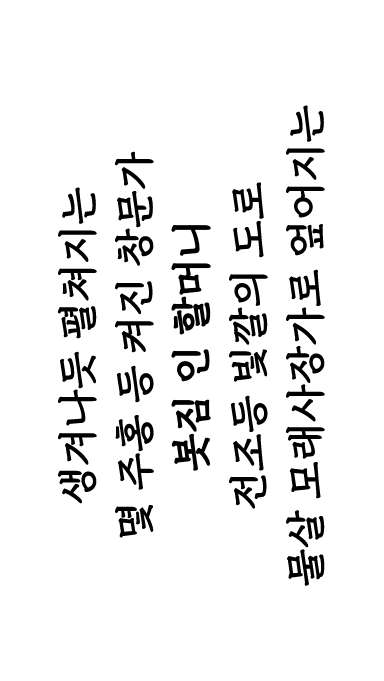 생겨나듯 펼쳐지는
몇 주홍 등 켜진 창문가
봇짐 인 할머니
전조등 빛깔의 도로
물살 모래사장가로 엎어지는